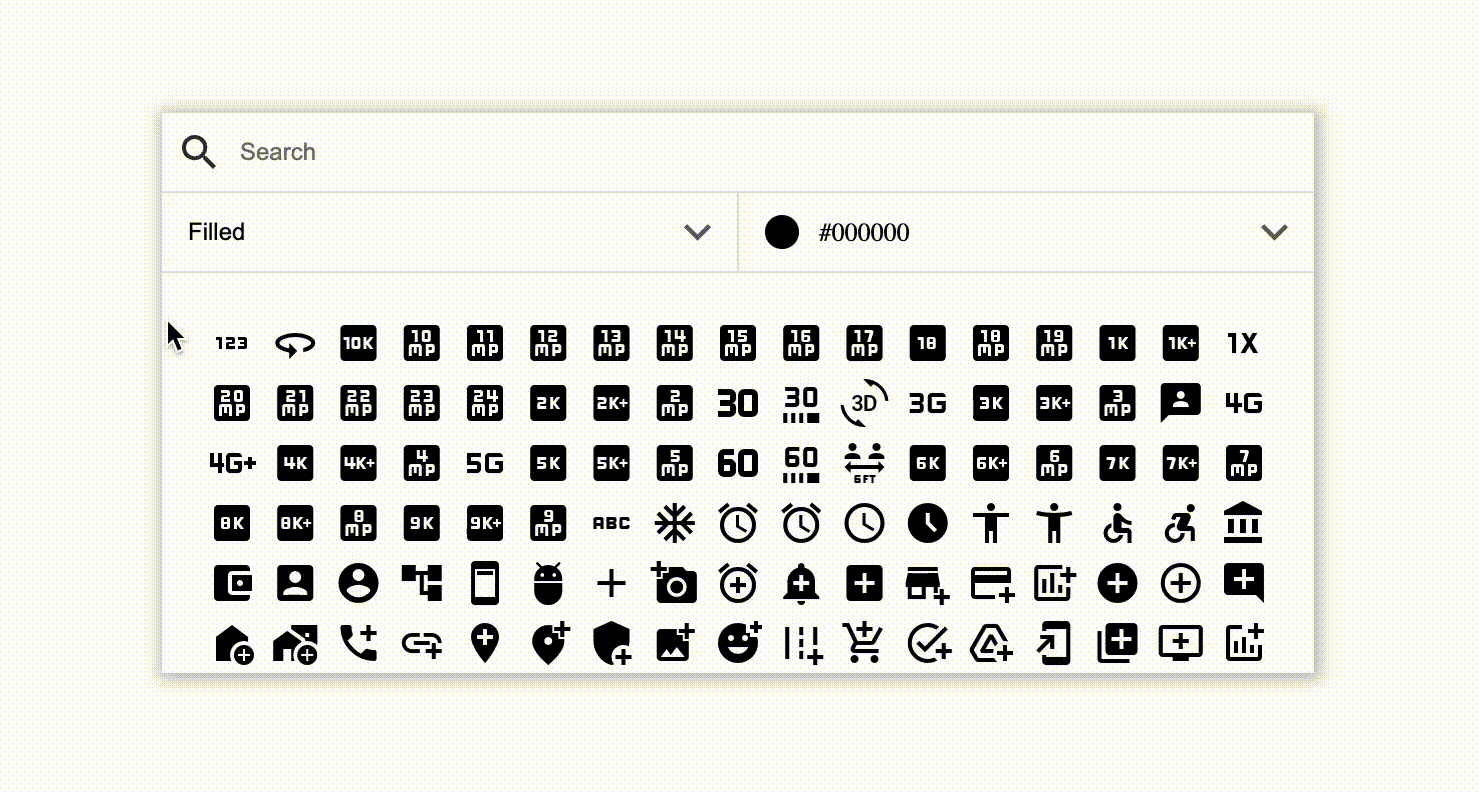 Search
Filled #000000
123 10K 10 MP 11 MP 12 MP 13 MP 14 MP 15 MP 16 MP 17 MP 18 18 MP 19 MP 1K 1K+ 1X
20 MP 21 MP 22 MP 23 MP 24 MP 2K 2K+ 2 MP 30 30 3D 3G 3K 3K+ 3 MP 4G
4G+ 4K 4K+ 4 MP 5G 5K 5K+ 5 MP 60 60 6FT 6K 6K+ 6 MP 7K 7K+ 7 MP
8K 8K+ 8 MP 9K 9K+ 9 MP ABC